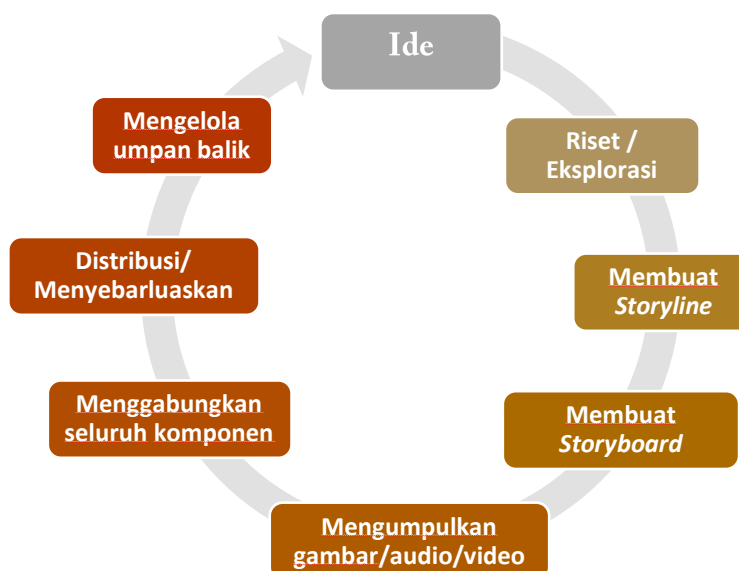 Ide
Riset /
Eksplorasi
Membuat
Storyline
Membuat
Storyboard
Mengumpulkan
gambar/audio/video
Menggabungkan
seluruh komponen
Distribusi/
Menyebarluaskan
Mengelola
umpan balik